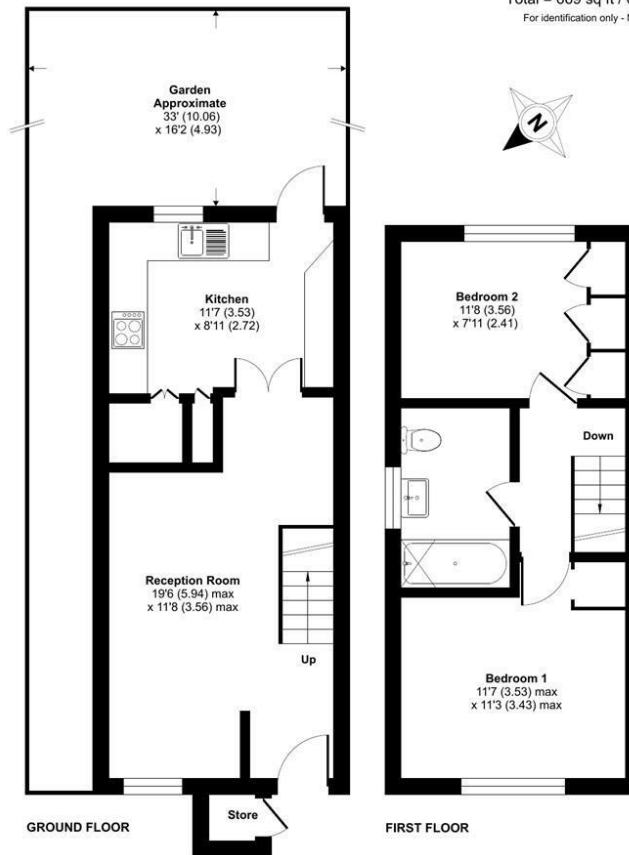 For identification only -
Garden
Approximate
33' (10.06)
x 16'2 (4.93)
N
Kitchen
11'7 (3.53)
x 8'11 (2.72)
Bedroom 2
11'8 (3.56)
x 7'11 (2.41)
Down
Reception Room
19'6 (5.94) max
x 11'8 (3.56) max
Up
Bedroom 1
11'7 (3.53) max
x 11'3 (3.43) max
Store
GROUND FLOOR
FIRST FLOOR